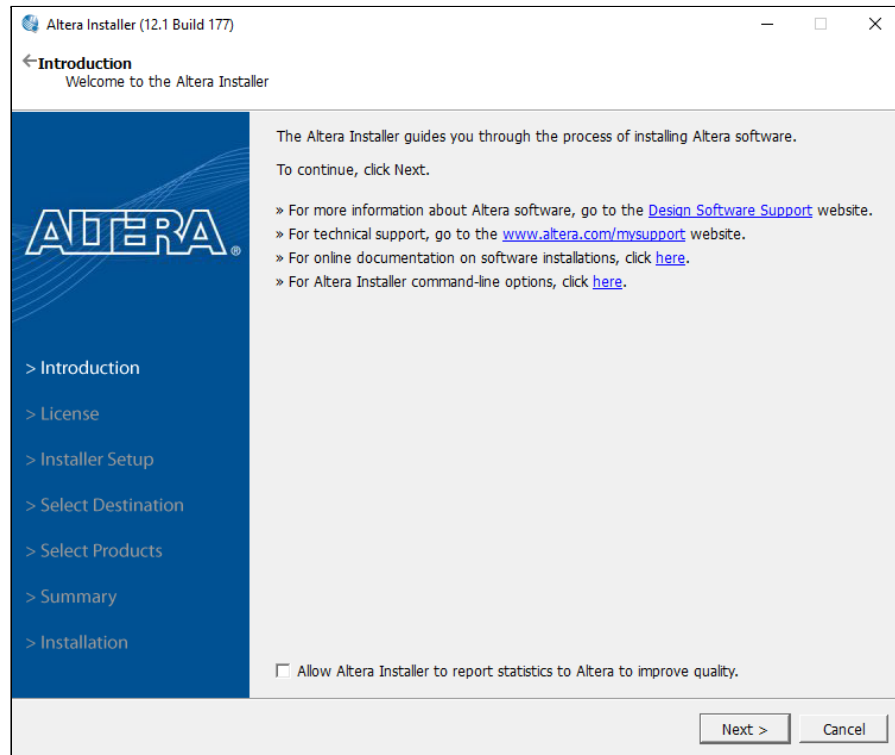 Altera Installer (12.1 Build 177)
Introduction
Welcome to the Altera Installer
The Altera Installer guides you through the process of installing Altera software.
To continue, click Next.
» For more information about Altera software, go to the Design Software Support website.
» For technical support, go to the www.altera.com/mysupport website.
» For online documentation on software installations, click here.
» For Altera Installer command-line options, click here.
ALTERA®
> Introduction
> License
> Installer Setup
> Select Destination
> Select Products
> Summary
> Installation
Allow Altera Installer to report statistics to Altera to improve quality.
Next >
Cancel